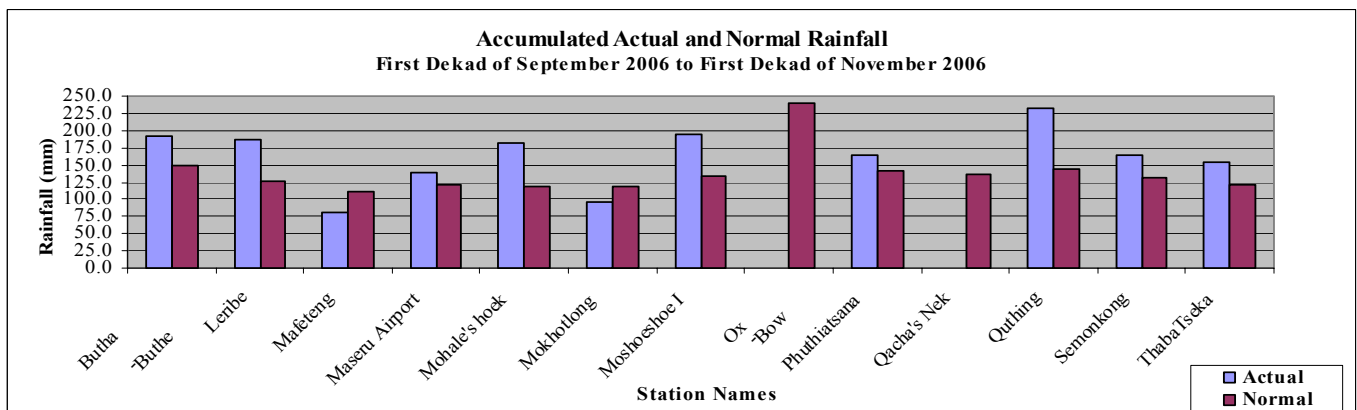 Accumulated Actual and Normal Rainfall
First Dekad of September 2006 to First Dekad of November 2006
Rainfall (mm)
250.0
225.0
200.0
175.0
150.0
125.0
100.0
75.0
50.0
25.0
0.0
Butha
-Buthe
Leribe
Mafeteng
Maseru Airport
Mohale's hoek
Mokhotlong
Moshoeshoe I
Ox
-Bow
Phuthiatsana
Qacha's Nek
Quthing
Semonkong
ThabaTseka
Station Names
Actual
Normal